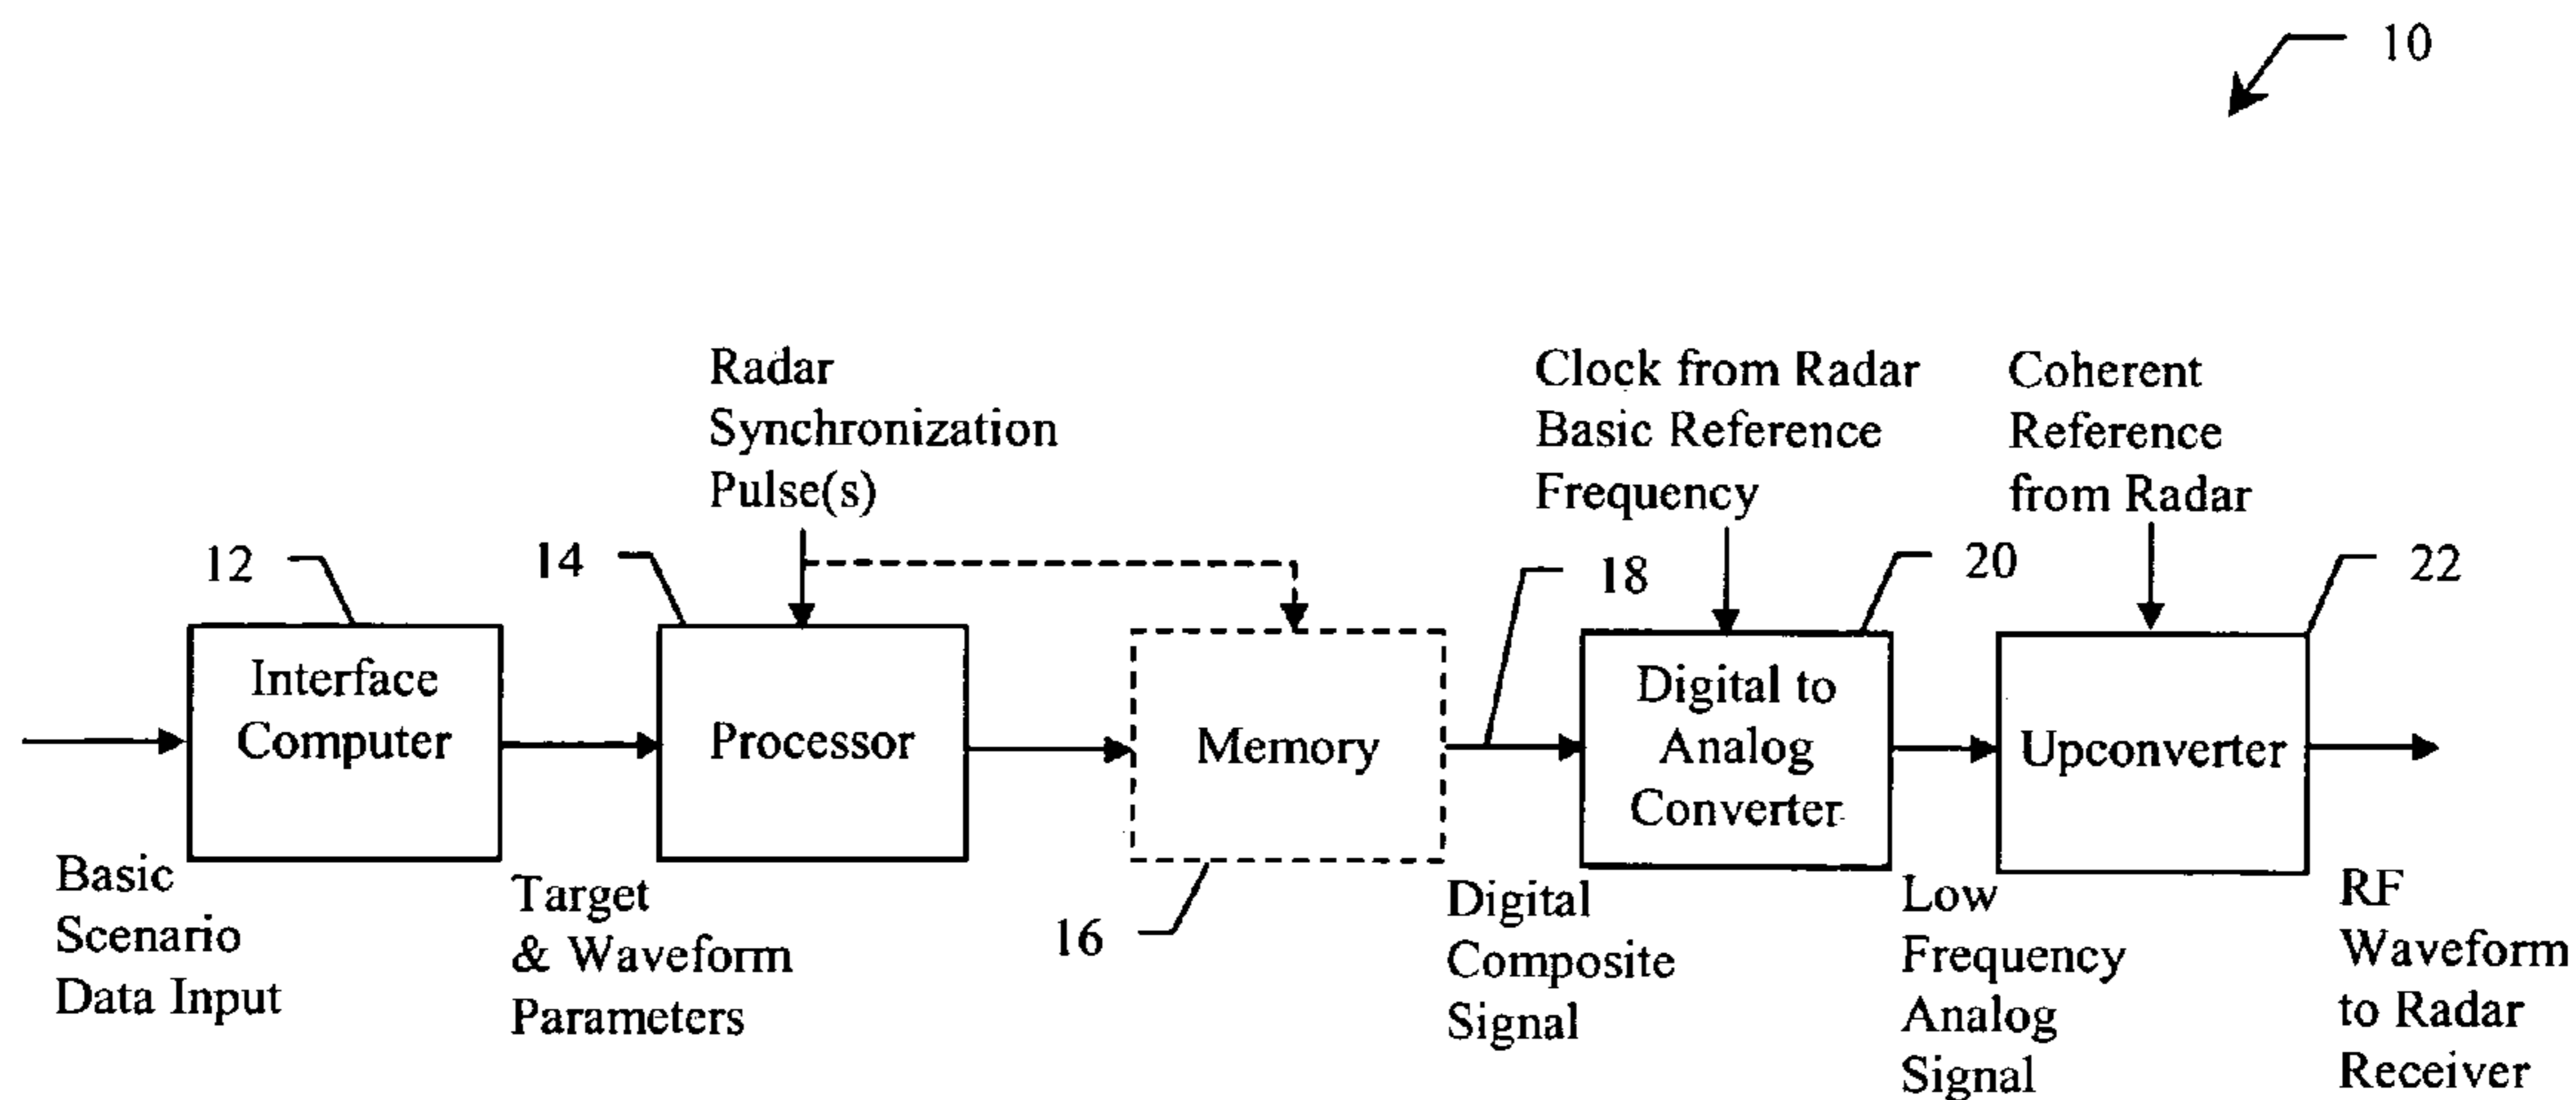 10
Radar
Synchronization
Pulse(s)
Clock from Radar
Basic Reference
Frequency
Coherent
Reference
from Radar
12
14
18
20
22
Interface
Computer
Processor
Memory
Digital to
Analog
Converter
Upconverter
Basic
Scenario
Data Input
Target
& Waveform
Parameters
16
Digital
Composite
Signal
Low
Frequency
Analog
Signal
RF
Waveform
to Radar
Receiver